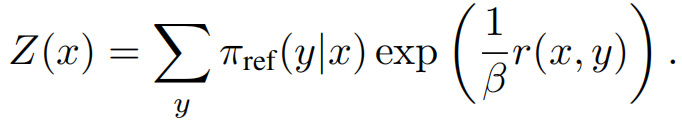 Z(x) = ∑_y π_ref(y|x) exp(1/β r(x, y)).